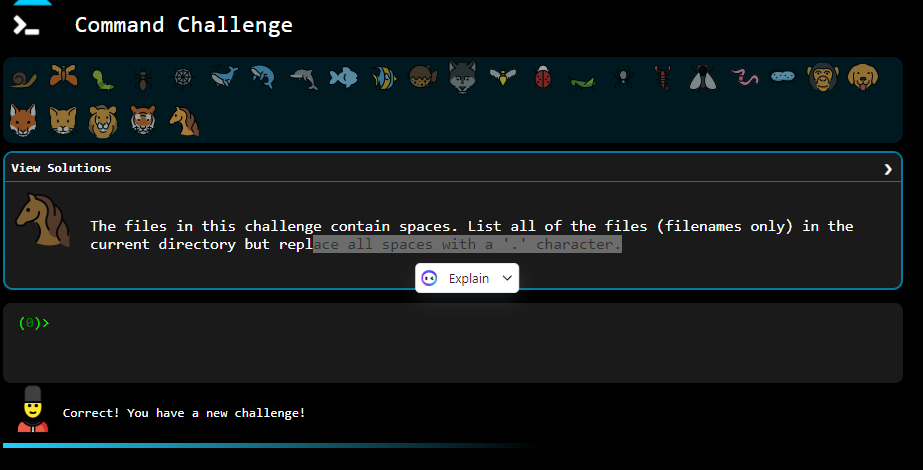 Command Challenge
View Solutions
The files in this challenge contain spaces. List all of the files (filenames only) in the
current directory but replace all spaces with a '.' character.
Explain
(0)>
Correct! You have a new challenge!